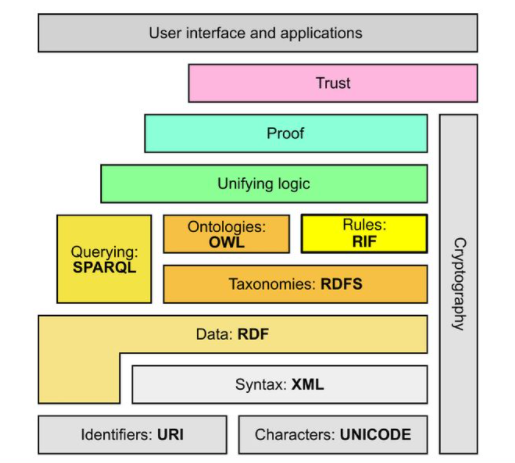 User interface and applications
Trust
Proof
Unifying logic
Querying:
SPARQL
Ontologies:
OWL
Rules:
RIF
Taxonomies: RDFS
Cryptography
Data: RDF
Syntax: XML
Identifiers: URI
Characters: UNICODE